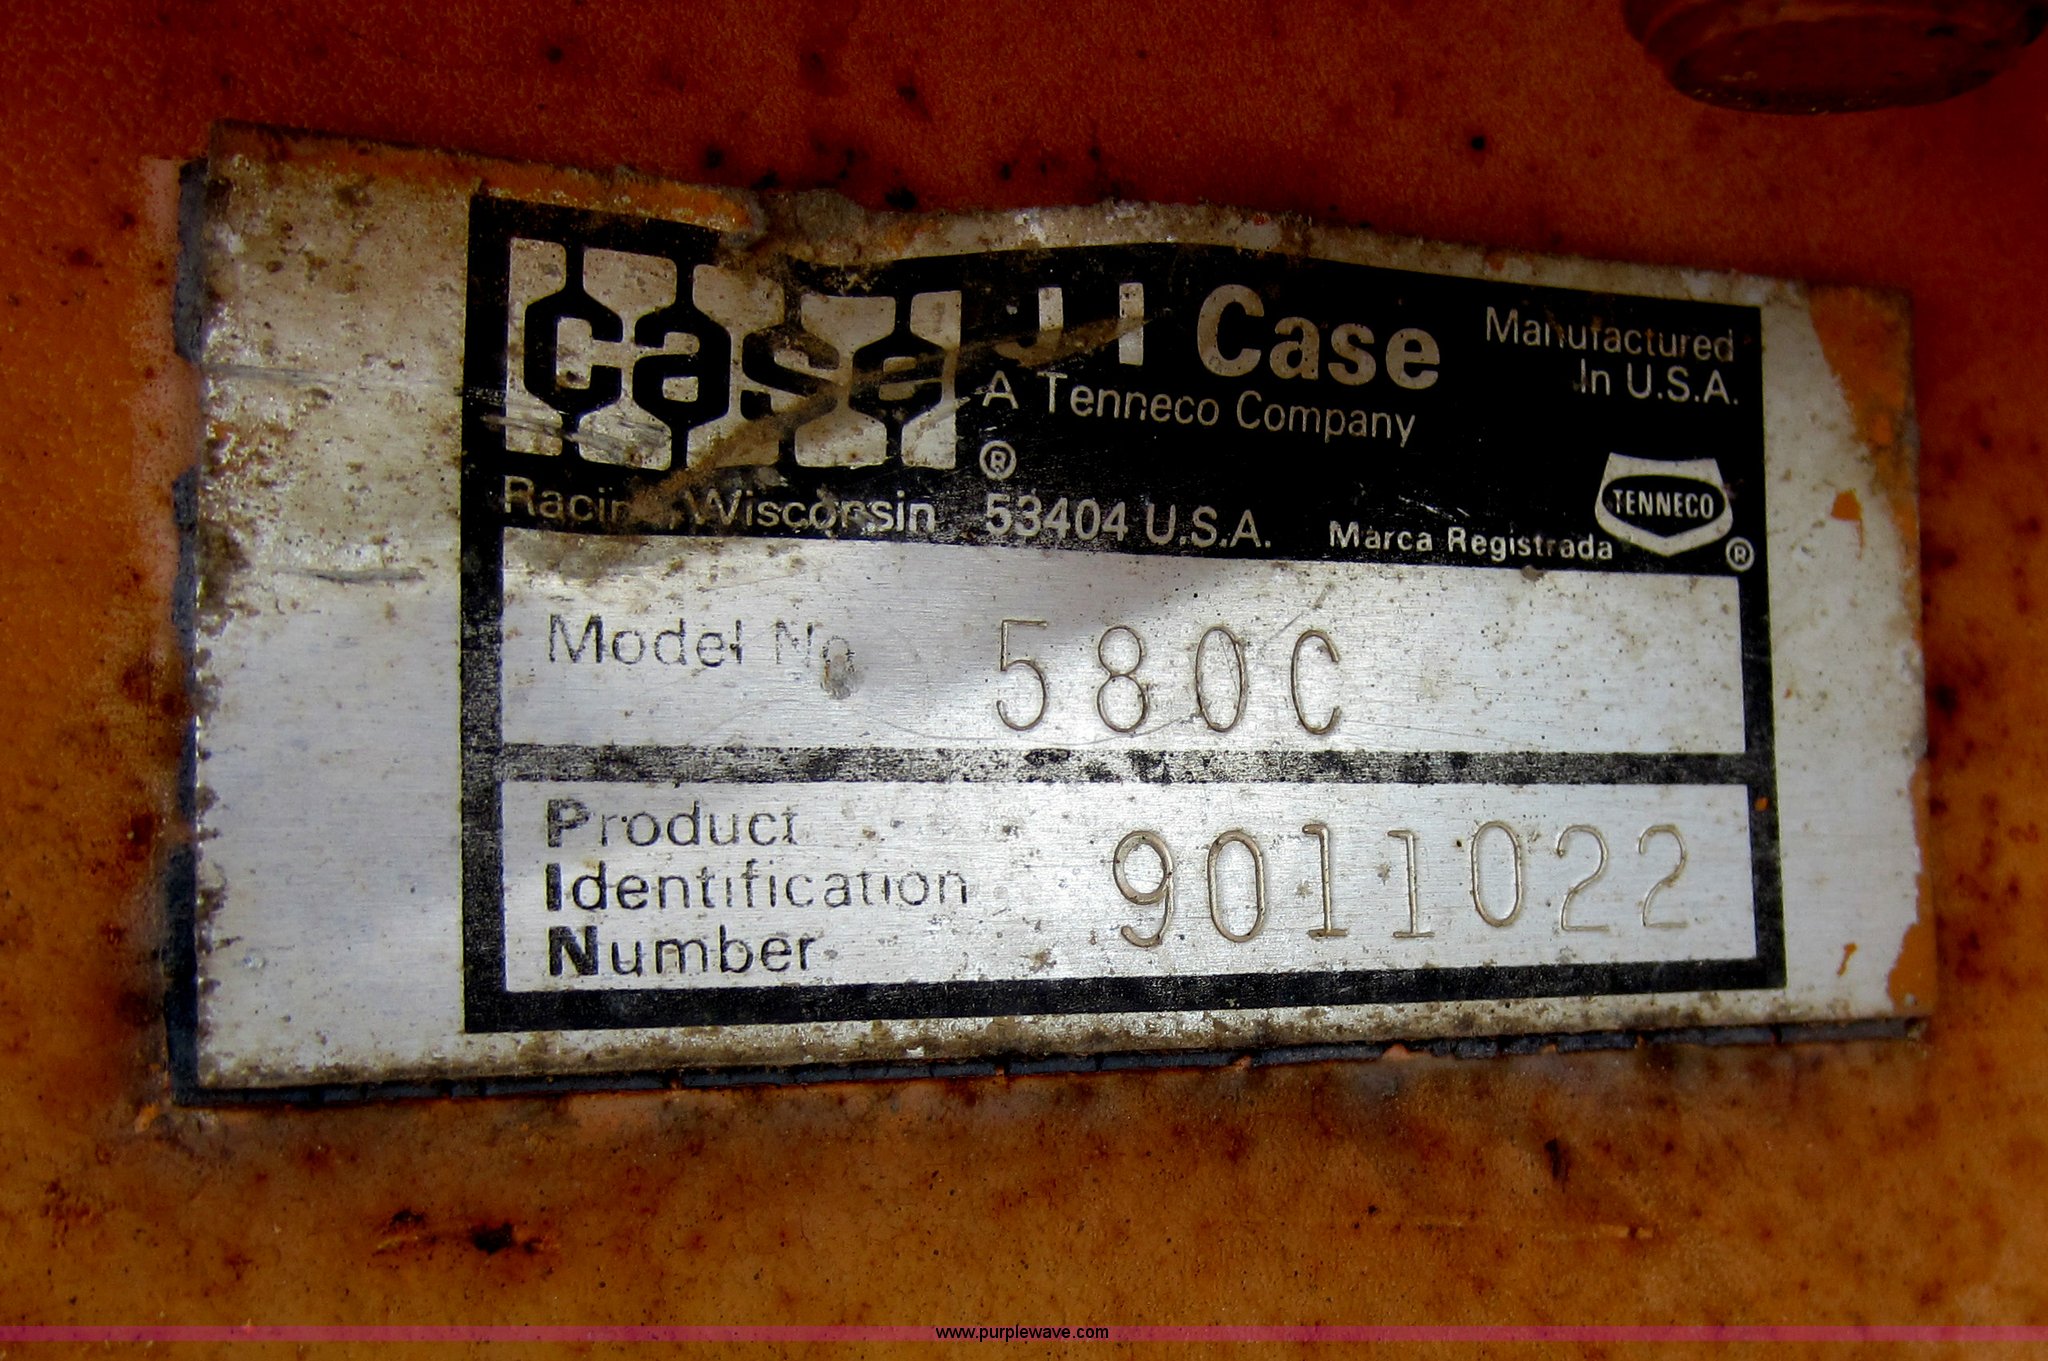 case
J.I Case
Manufactured
In U.S.A.
A Tenneco Company
®
Racine, Wisconsin 53404 U.S.A.
Marca Registrada
TENNECO
®
Model No. 580C
Product
Identification
Number
9011022
www.purplewave.com